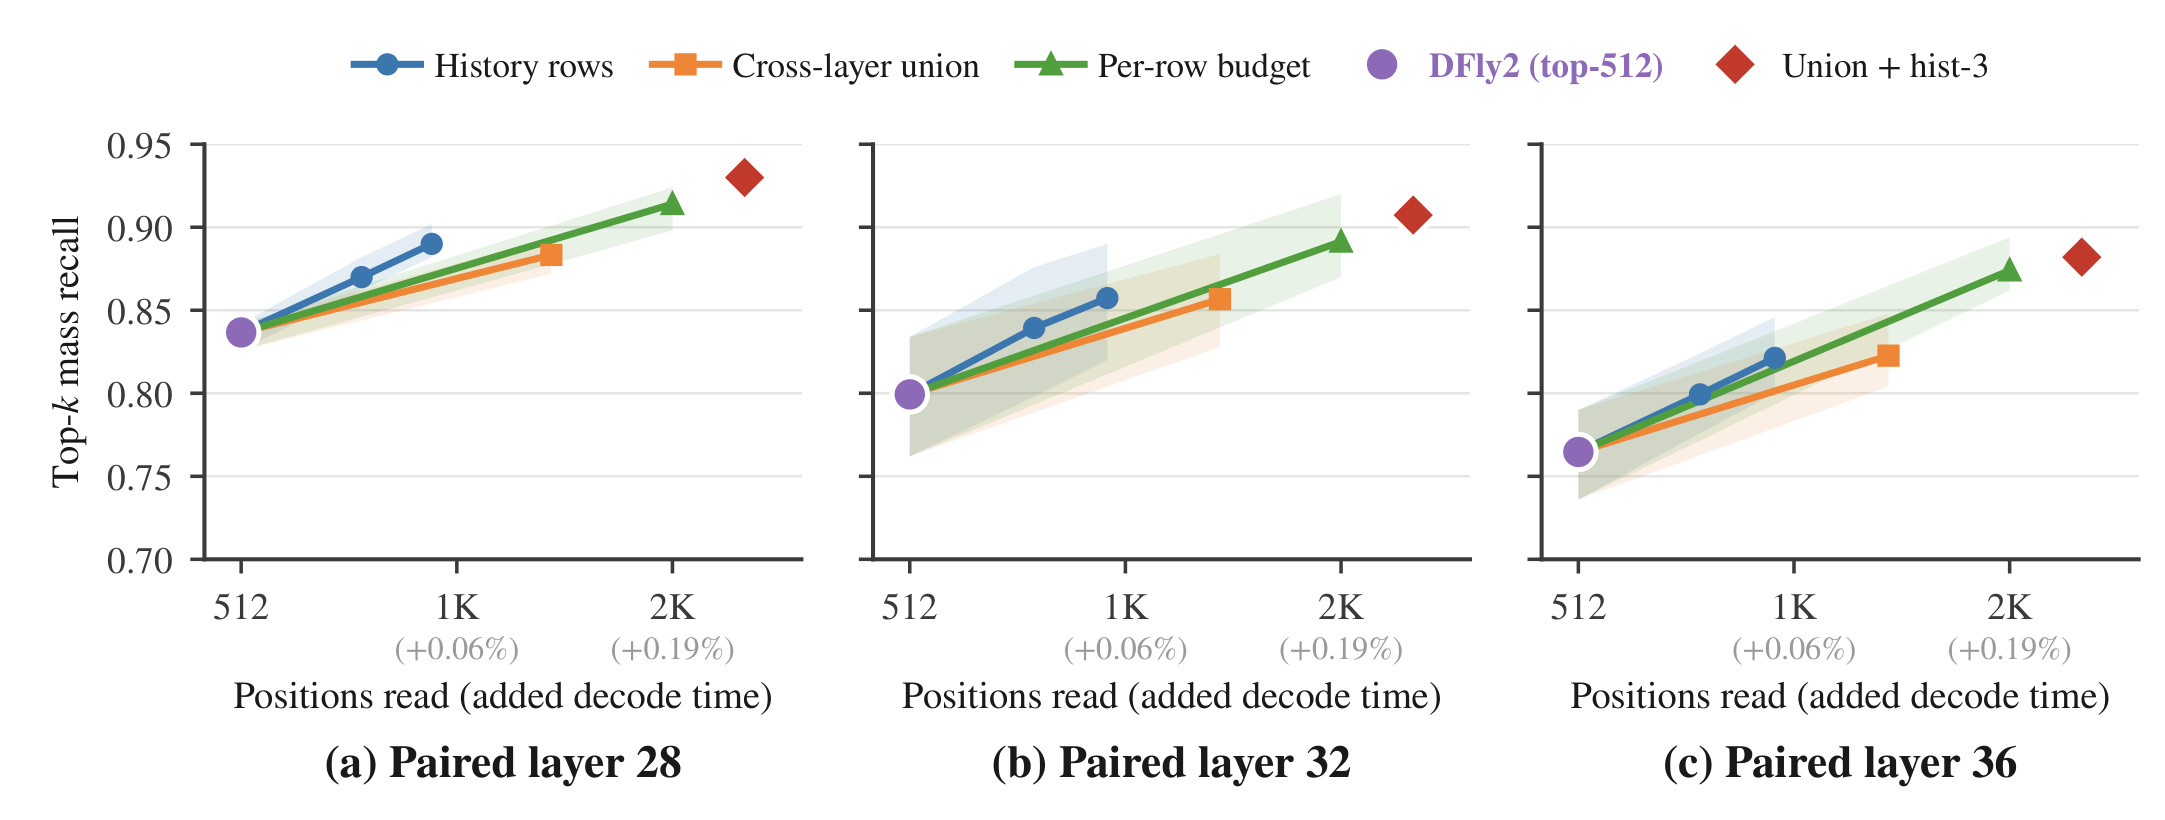 History rows Cross-layer union Per-row budget DFly2 (top-512) Union + hist-3
Top-k mass recall
0.95
0.90
0.85
0.80
0.75
0.70
512 1K 2K
(+0.06%) (+0.19%)
Positions read (added decode time)
(a) Paired layer 28
512 1K 2K
(+0.06%) (+0.19%)
Positions read (added decode time)
(b) Paired layer 32
512 1K 2K
(+0.06%) (+0.19%)
Positions read (added decode time)
(c) Paired layer 36